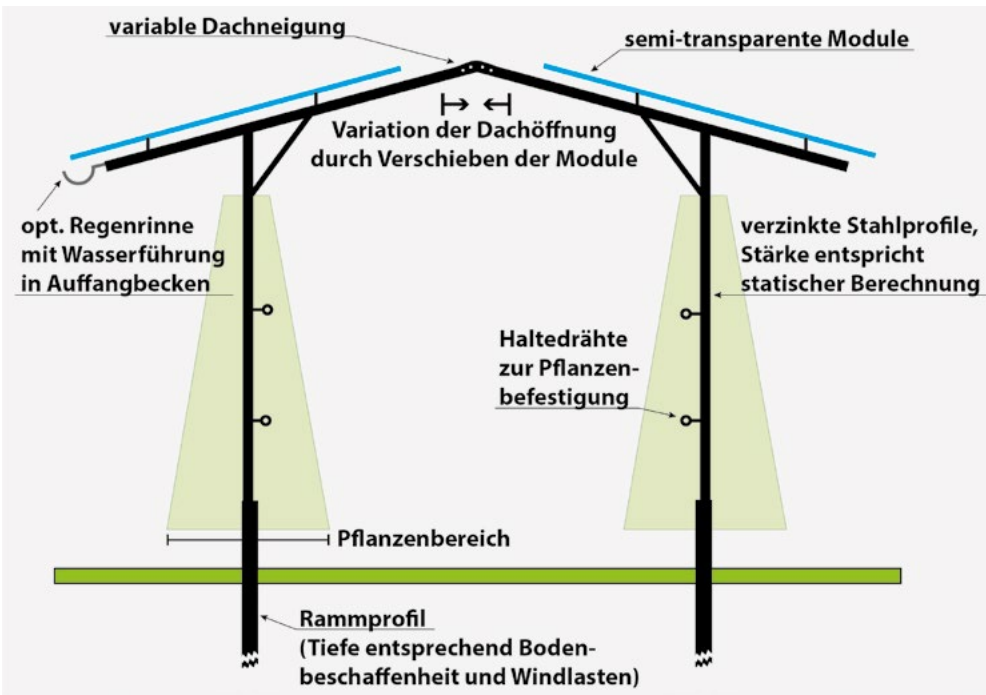 variable Dachneigung
semi-transparente Module
Variation der Dachöffnung
durch Verschieben der Module
opt. Regenrinne
mit Wasserführung
in Auffangbecken
verzinkte Stahlprofile,
Stärke entspricht
statischer Berechnung
Haltedrähte
zur Pflanzen-
befestigung
Pflanzenbereich
Rammprofil
(Tiefe entsprechend Boden-
beschaffenheit und Windlasten)